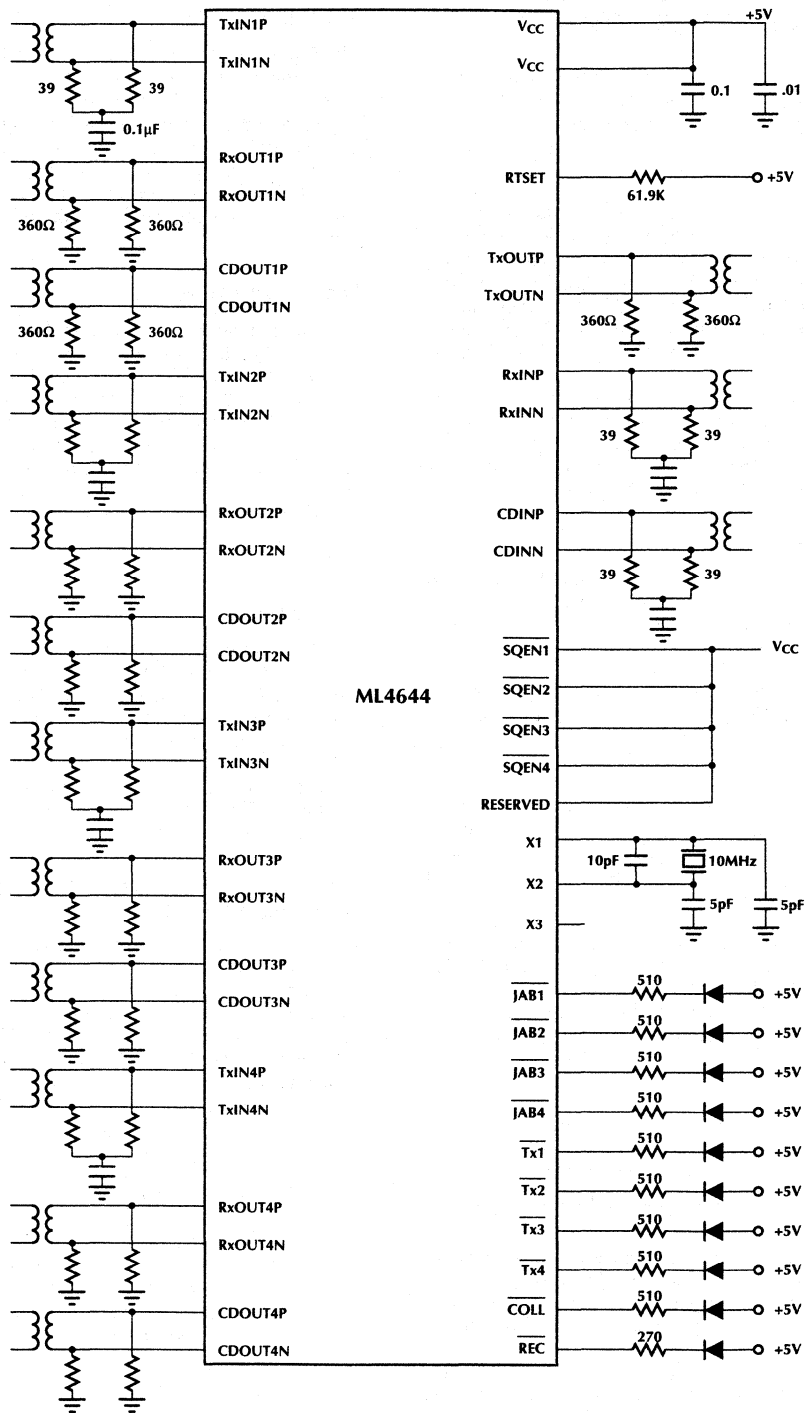 TxIN1P
TxIN1N
39
39
0.1µF
RxOUT1P
RxOUT1N
360Ω
360Ω
CDOUT1P
CDOUT1N
360Ω
360Ω
TxIN2P
TxIN2N
RxOUT2P
RxOUT2N
CDOUT2P
CDOUT2N
TxIN3P
TxIN3N
RxOUT3P
RxOUT3N
CDOUT3P
CDOUT3N
TxIN4P
TxIN4N
RxOUT4P
RxOUT4N
CDOUT4P
CDOUT4N
ML4644
VCC
+5V
VCC
0.1
.01
RTSET
61.9K
+5V
TxOUTP
TxOUTN
360Ω
360Ω
RxINP
RxINN
39
39
CDINP
CDINN
39
39
SQEN1
VCC
SQEN2
SQEN3
SQEN4
RESERVED
X1
10pF
10MHz
X2
5pF
5pF
X3
JAB1
510
+5V
JAB2
510
+5V
JAB3
510
+5V
JAB4
510
+5V
Tx1
510
+5V
Tx2
510
+5V
Tx3
510
+5V
Tx4
510
+5V
COLL
510
+5V
REC
270
+5V